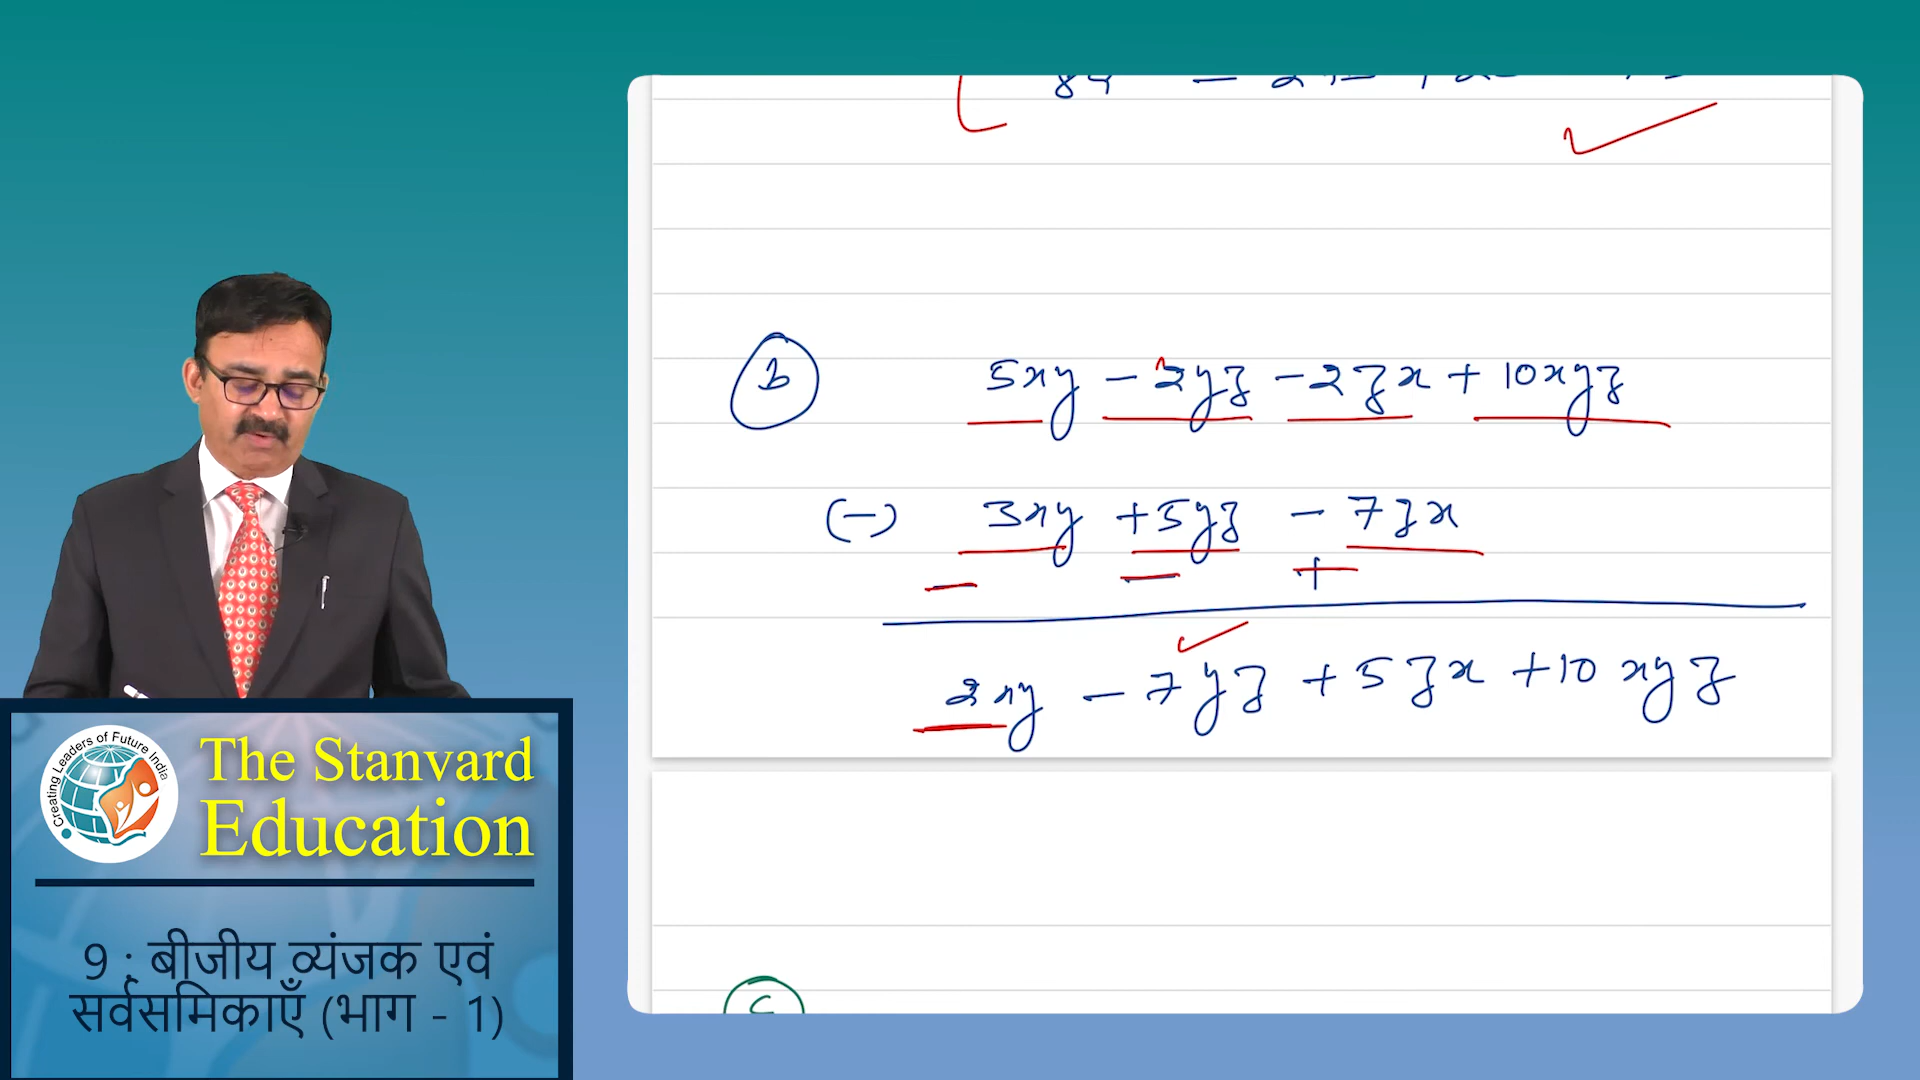 b 5xy - 2yz - 2zx + 10xyz
(-) 3xy + 5yz - 7zx
- - +
2xy - 7yz + 5zx + 10xyz
Creating Leaders of Future India
The Stanvard
Education
9 : बीजीय व्यंजक एवं
सर्वसमिकाएँ (भाग - 1)